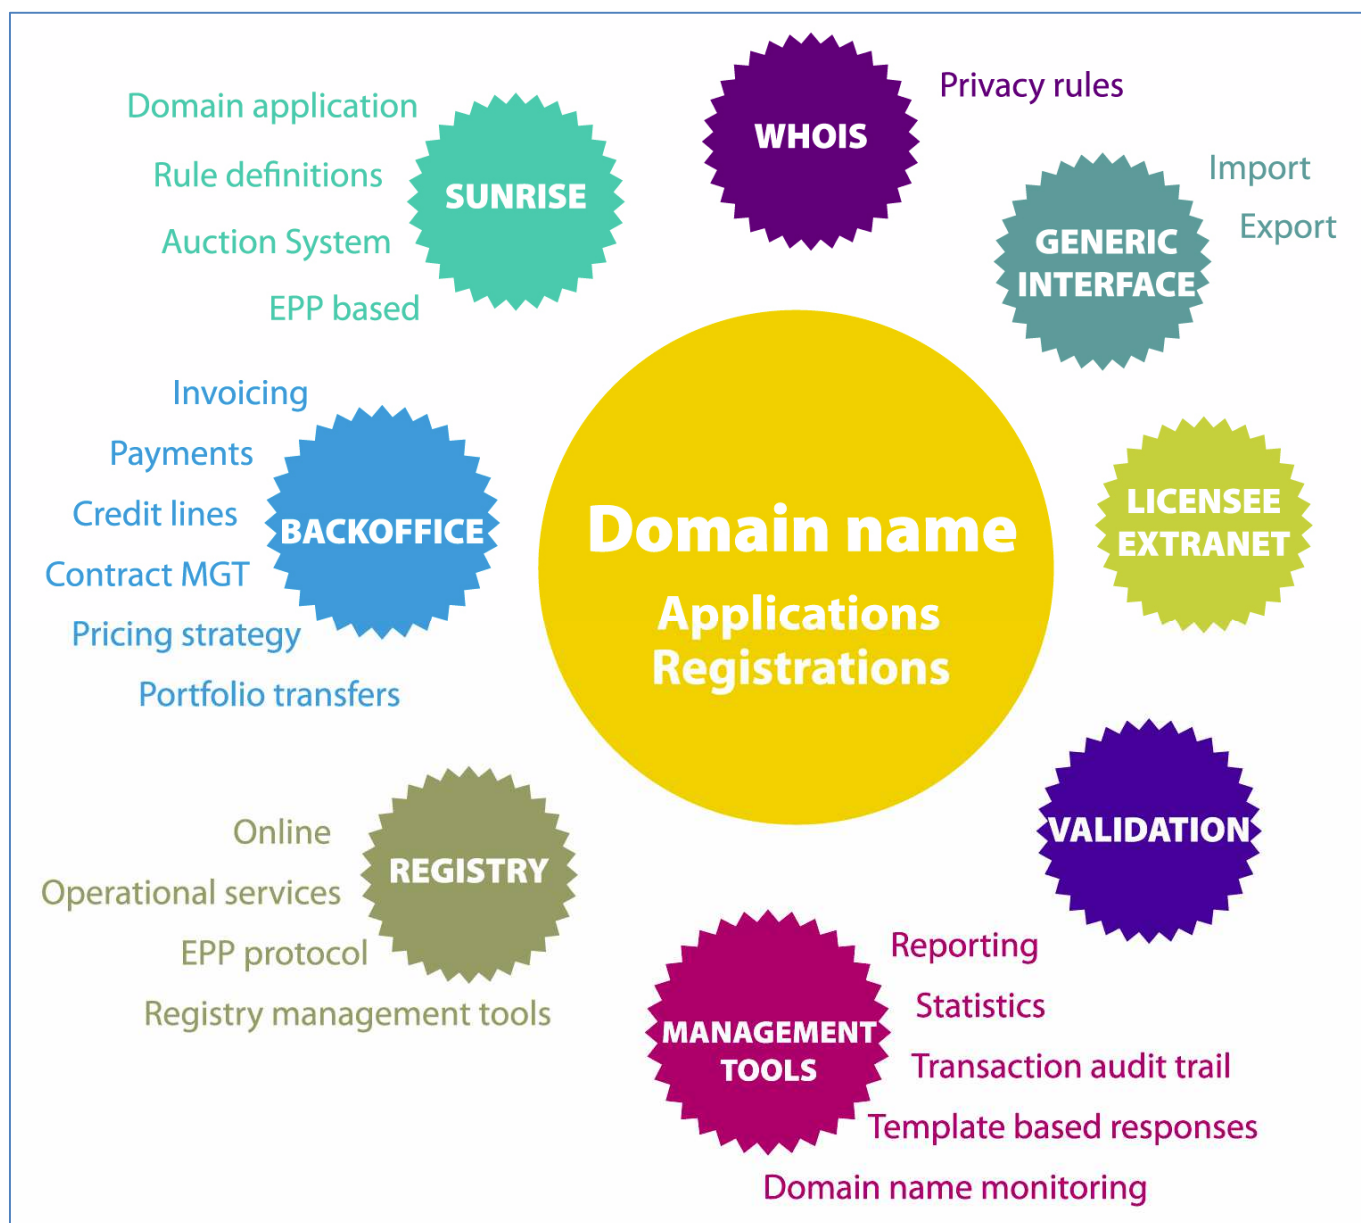 WHOIS
Privacy rules
Domain application
Rule definitions
Auction System
EPP based
SUNRISE
GENERIC
INTERFACE
Import
Export
Invoicing
Payments
Credit lines
Contract MGT
Pricing strategy
Portfolio transfers
BACKOFFICE
Domain name
Applications
Registrations
LICENSEE
EXTRANET
VALIDATION
Online
Operational services
EPP protocol
Registry management tools
REGISTRY
MANAGEMENT
TOOLS
Reporting
Statistics
Transaction audit trail
Template based responses
Domain name monitoring